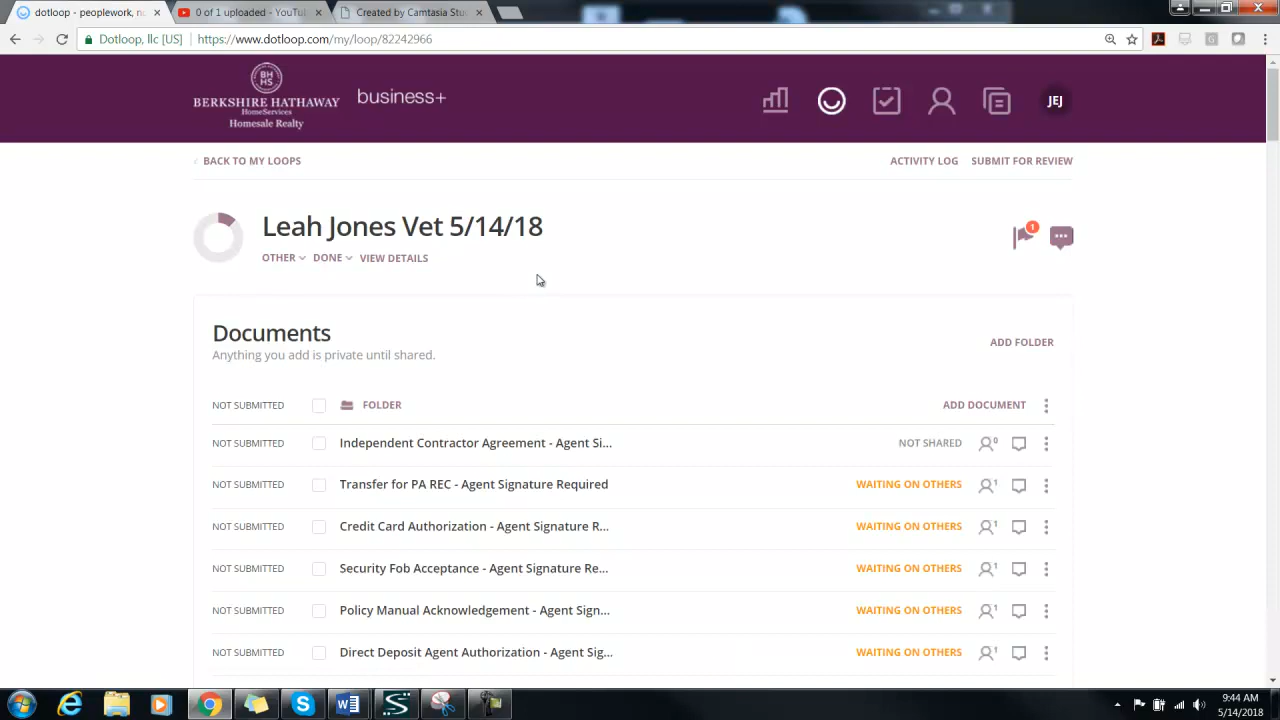 dotloop - peoplework, n
0 of 1 uploaded - YouTu
Created by Camtasia Stu
Dotloop, llc [US]
https://www.dotloop.com/my/loop/82242966
BH
HS
BERKSHIRE HATHAWAY
HomeServices
Homesale Realty
business+
JEJ
BACK TO MY LOOPS
ACTIVITY LOG
SUBMIT FOR REVIEW
Leah Jones Vet 5/14/18
1
OTHER
DONE
VIEW DETAILS
Documents
Anything you add is private until shared.
ADD FOLDER
NOT SUBMITTED FOLDER ADD DOCUMENT
NOT SUBMITTED Independent Contractor Agreement - Agent Si... NOT SHARED 0
NOT SUBMITTED Transfer for PA REC - Agent Signature Required WAITING ON OTHERS 1
NOT SUBMITTED Credit Card Authorization - Agent Signature R... WAITING ON OTHERS 1
NOT SUBMITTED Security Fob Acceptance - Agent Signature Re... WAITING ON OTHERS 1
NOT SUBMITTED Policy Manual Acknowledgement - Agent Sign... WAITING ON OTHERS 1
NOT SUBMITTED Direct Deposit Agent Authorization - Agent Sig... WAITING ON OTHERS 1
9:44 AM
5/14/2018